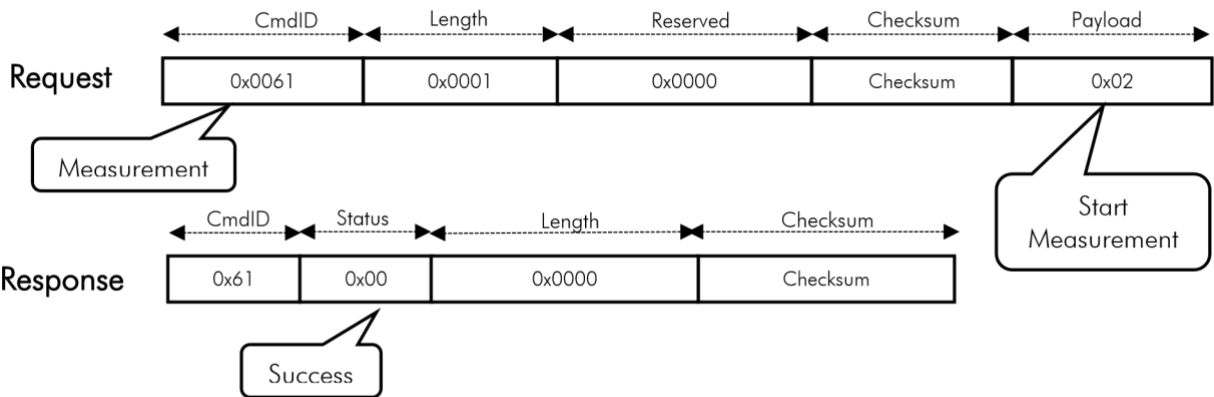 CmdID Length Reserved Checksum Payload
Request 0x0061 0x0001 0x0000 Checksum 0x02
Measurement
Start
Measurement
CmdID Status Length Checksum
Response 0x61 0x00 0x0000 Checksum
Success